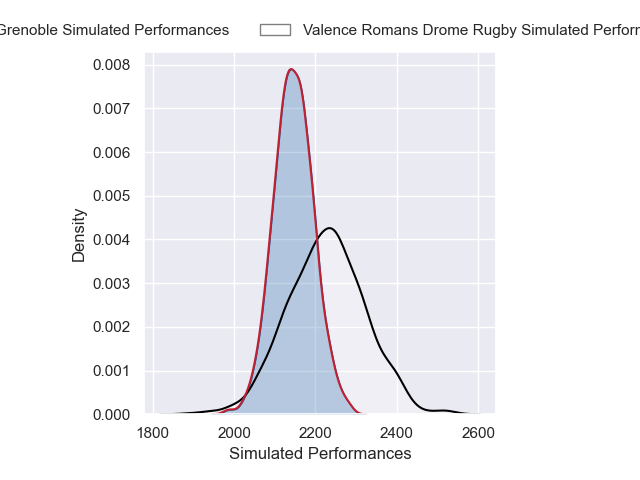 Grenoble Simulated Performances
Valence Romans Drome Rugby Simulated
0.008
0.007
0.006
0.005
0.004
0.003
0.002
0.001
0.000
Density
1800 2000 2200 2400 2600
Simulated Performances